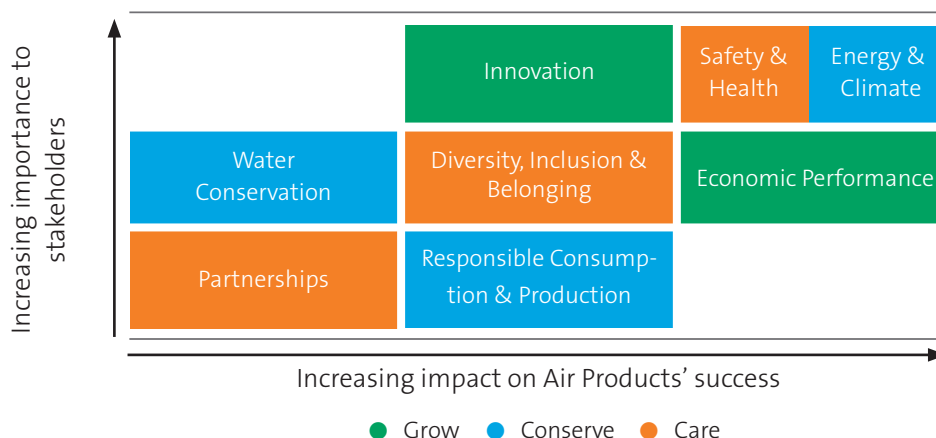 Increasing importance to
stakeholders
Innovation
Safety &
Health
Energy &
Climate
Water
Conservation
Diversity, Inclusion &
Belonging
Economic Performance
Partnerships
Responsible Consump-
tion & Production
Increasing impact on Air Products’ success
Grow
Conserve
Care